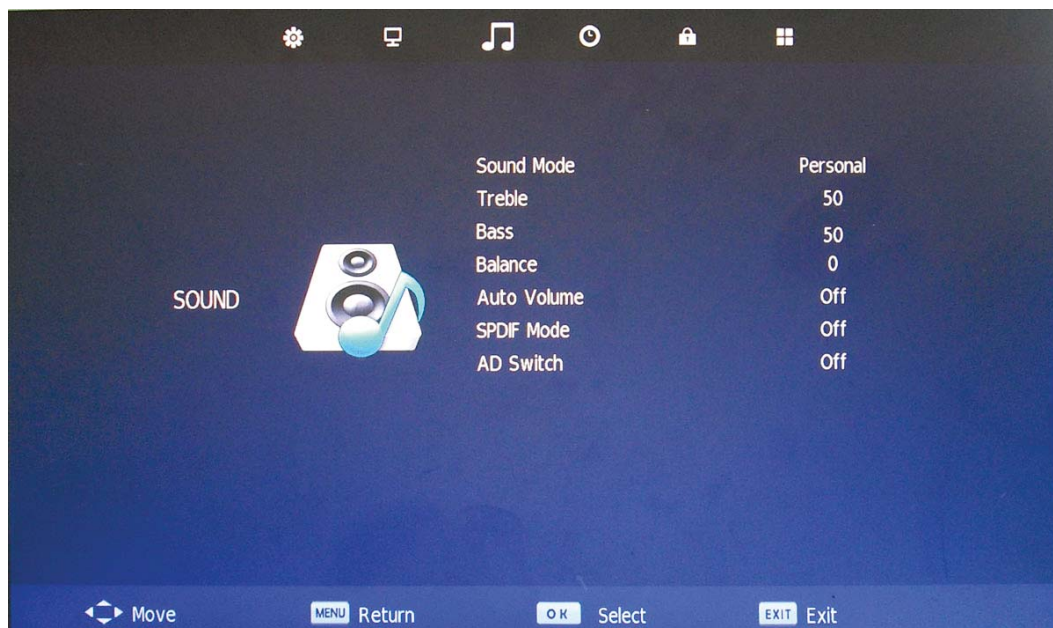 Sound Mode Personal
Treble 50
Bass 50
Balance 0
SOUND
Auto Volume Off
SPDIF Mode Off
AD Switch Off
Move MENU Return OK Select EXIT Exit